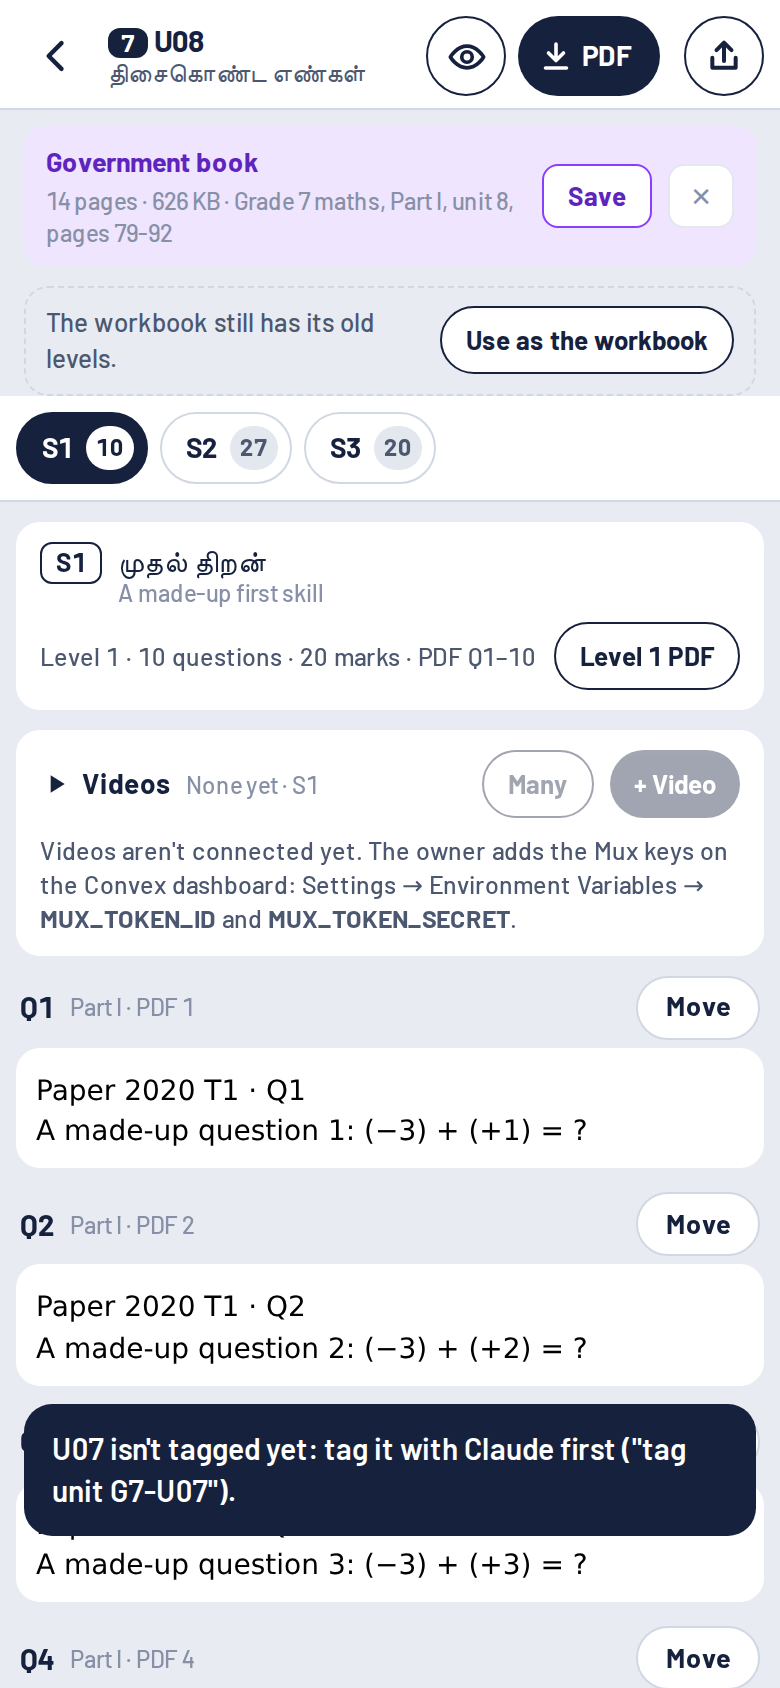 7 U08
திசைகொண்ட எண்கள்
PDF
Government book
14 pages · 626 KB · Grade 7 maths, Part I, unit 8,
pages 79-92
Save ×
The workbook still has its old
levels.
Use as the workbook
S1 10 S2 27 S3 20
S1 முதல் திறன்
A made-up first skill
Level 1 · 10 questions · 20 marks · PDF Q1–10 Level 1 PDF
Videos None yet · S1 Many + Video
Videos aren't connected yet. The owner adds the Mux keys on
the Convex dashboard: Settings → Environment Variables →
MUX_TOKEN_ID and MUX_TOKEN_SECRET.
Q1 Part I · PDF 1 Move
Paper 2020 T1 · Q1
A made-up question 1: (−3) + (+1) = ?
Q2 Part I · PDF 2 Move
Paper 2020 T1 · Q2
A made-up question 2: (−3) + (+2) = ?
U07 isn't tagged yet: tag it with Claude first ("tag
unit G7-U07").
A made-up question 3: (−3) + (+3) = ?
Q4 Part I · PDF 4 Move